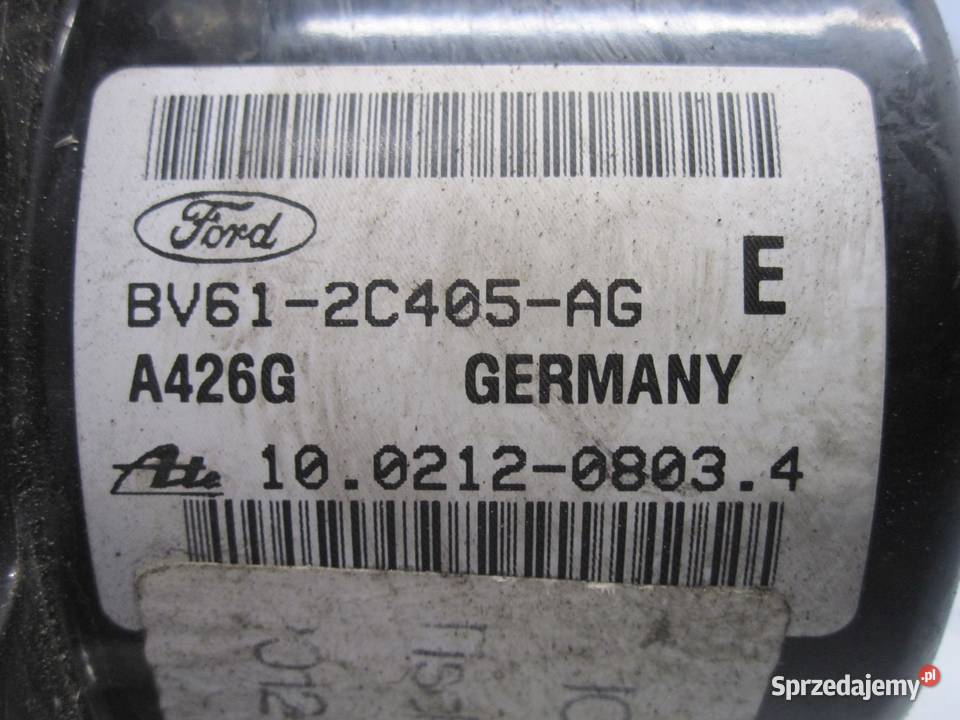 Ford
E
BV61-2C405-AG
A426G GERMANY
Ate 10.0212-0803.4
Sprzedajemy.pl